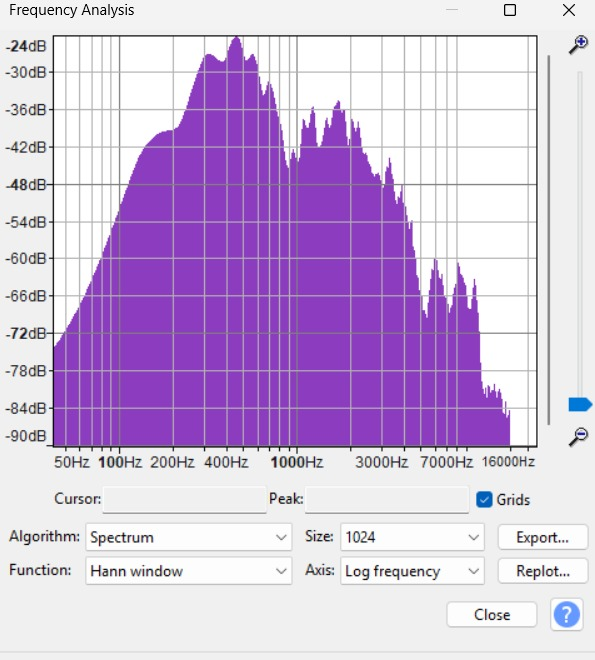 Frequency Analysis
-24dB
-30dB
-36dB
-42dB
-48dB
-54dB
-60dB
-66dB
-72dB
-78dB
-84dB
-90dB
50Hz 100Hz 200Hz 400Hz 1000Hz 3000Hz 7000Hz 16000Hz
Cursor: Peak: Grids
Algorithm: Spectrum Size: 1024 Export...
Function: Hann window Axis: Log frequency Replot...
Close ?